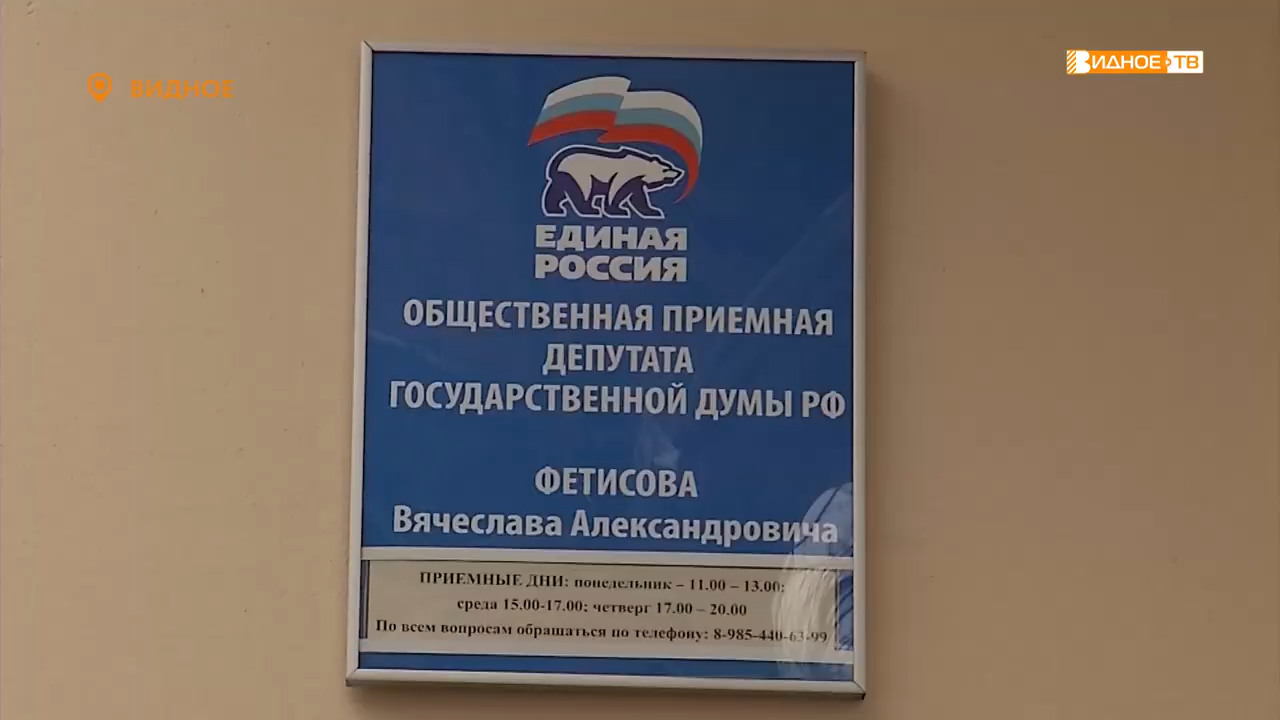 ВИДНОЕ
ВИДНОЕ ТВ
ЕДИНАЯ
РОССИЯ
ОБЩЕСТВЕННАЯ ПРИЕМНАЯ
ДЕПУТАТА
ГОСУДАРСТВЕННОЙ ДУМЫ РФ
ФЕТИСОВА
Вячеслава Александровича
ПРИЕМНЫЕ ДНИ: понедельник – 11.00 – 13.00;
среда 15.00-17.00; четверг 17.00 – 20.00
По всем вопросам обращаться по телефону: 8-985-440-63-99